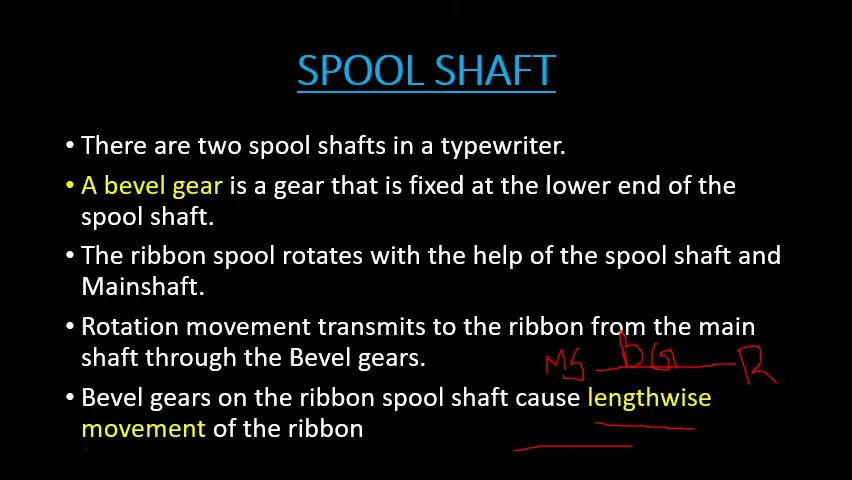 SPOOL SHAFT
• There are two spool shafts in a typewriter.
• A bevel gear is a gear that is fixed at the lower end of the
spool shaft.
• The ribbon spool rotates with the help of the spool shaft and
Mainshaft.
• Rotation movement transmits to the ribbon from the main
shaft through the Bevel gears.
MS BG R
• Bevel gears on the ribbon spool shaft cause lengthwise
movement of the ribbon